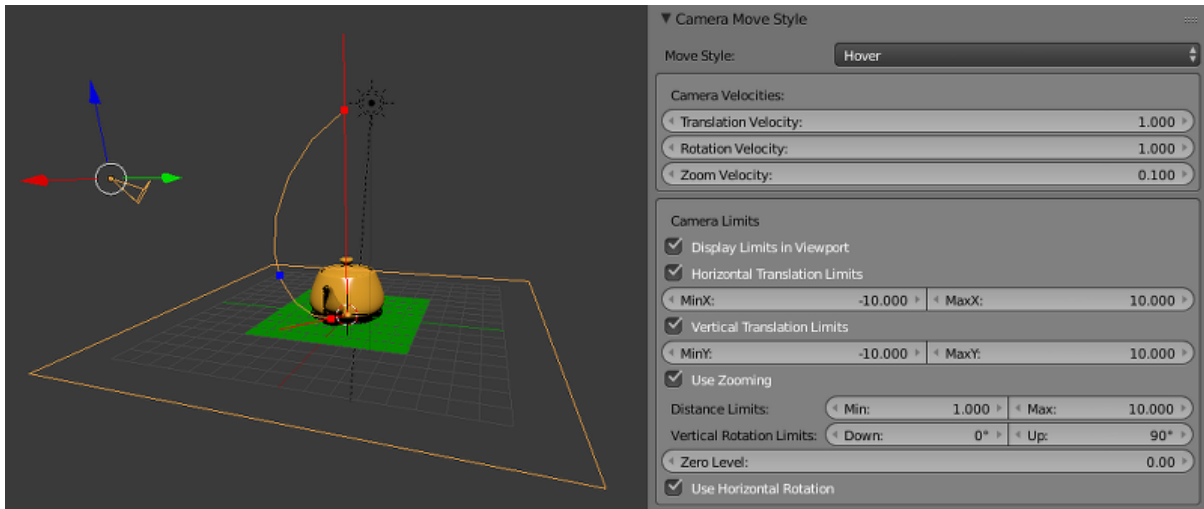 Camera Move Style
Move Style: Hover
Camera Velocities:
Translation Velocity: 1.000
Rotation Velocity: 1.000
Zoom Velocity: 0.100
Camera Limits
Display Limits in Viewport
Horizontal Translation Limits
MinX: -10.000 MaxX: 10.000
Vertical Translation Limits
MinY: -10.000 MaxY: 10.000
Use Zooming
Distance Limits: Min: 1.000 Max: 10.000
Vertical Rotation Limits: Down: 0° Up: 90°
Zero Level: 0.00
Use Horizontal Rotation